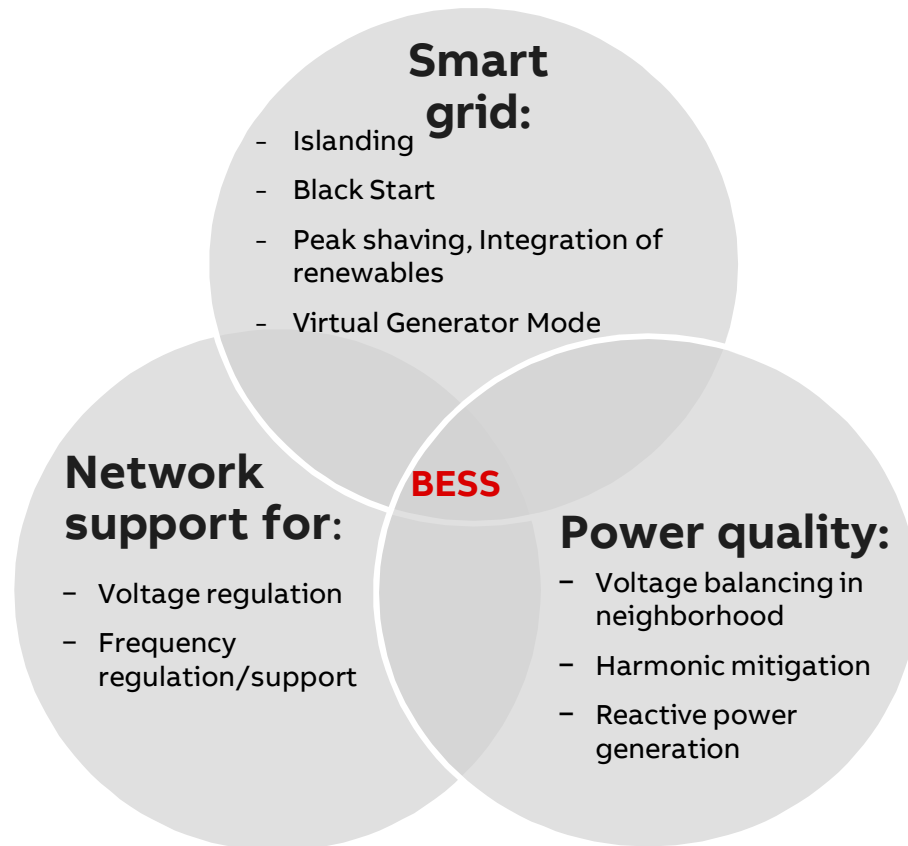 Smart
grid:
- Islanding
- Black Start
- Peak shaving, Integration of
renewables
- Virtual Generator Mode
BESS
Network
support for:
– Voltage regulation
– Frequency
regulation/support
Power quality:
– Voltage balancing in
neighborhood
– Harmonic mitigation
– Reactive power
generation